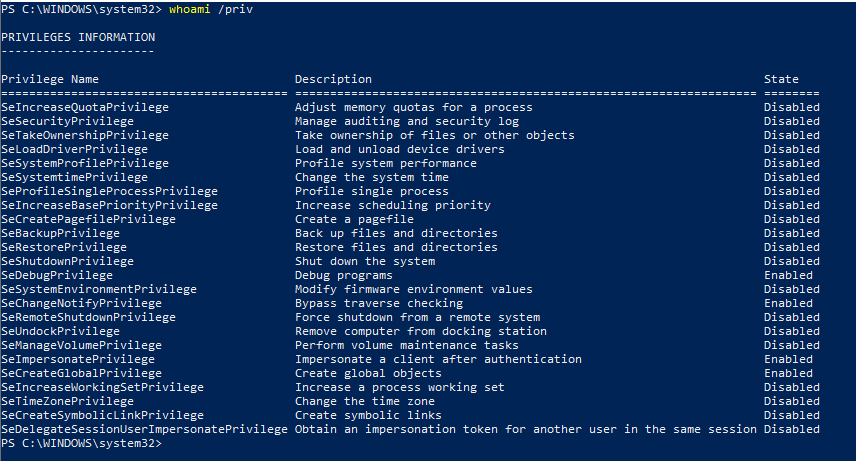 PS C:\WINDOWS\system32> whoami /priv

PRIVILEGES INFORMATION
----------------------

Privilege Name                            Description                                                        State
========================================= ================================================================== ========
SeIncreaseQuotaPrivilege                  Adjust memory quotas for a process                                 Disabled
SeSecurityPrivilege                       Manage auditing and security log                                   Disabled
SeTakeOwnershipPrivilege                  Take ownership of files or other objects                           Disabled
SeLoadDriverPrivilege                     Load and unload device drivers                                     Disabled
SeSystemProfilePrivilege                  Profile system performance                                         Disabled
SeSystemtimePrivilege                     Change the system time                                             Disabled
SeProfileSingleProcessPrivilege           Profile single process                                             Disabled
SeIncreaseBasePriorityPrivilege           Increase scheduling priority                                       Disabled
SeCreatePagefilePrivilege                 Create a pagefile                                                  Disabled
SeBackupPrivilege                         Back up files and directories                                      Disabled
SeRestorePrivilege                        Restore files and directories                                      Disabled
SeShutdownPrivilege                       Shut down the system                                               Disabled
SeDebugPrivilege                          Debug programs                                                     Enabled
SeSystemEnvironmentPrivilege              Modify firmware environment values                                 Disabled
SeChangeNotifyPrivilege                   Bypass traverse checking                                           Enabled
SeRemoteShutdownPrivilege                 Force shutdown from a remote system                                Disabled
SeUndockPrivilege                         Remove computer from docking station                               Disabled
SeManageVolumePrivilege                   Perform volume maintenance tasks                                   Disabled
SeImpersonatePrivilege                    Impersonate a client after authentication                          Enabled
SeCreateGlobalPrivilege                   Create global objects                                              Enabled
SeIncreaseWorkingSetPrivilege             Increase a process working set                                     Disabled
SeTimeZonePrivilege                       Change the time zone                                               Disabled
SeCreateSymbolicLinkPrivilege             Create symbolic links                                              Disabled
SeDelegateSessionUserImpersonatePrivilege Obtain an impersonation token for another user in the same session Disabled
PS C:\WINDOWS\system32>